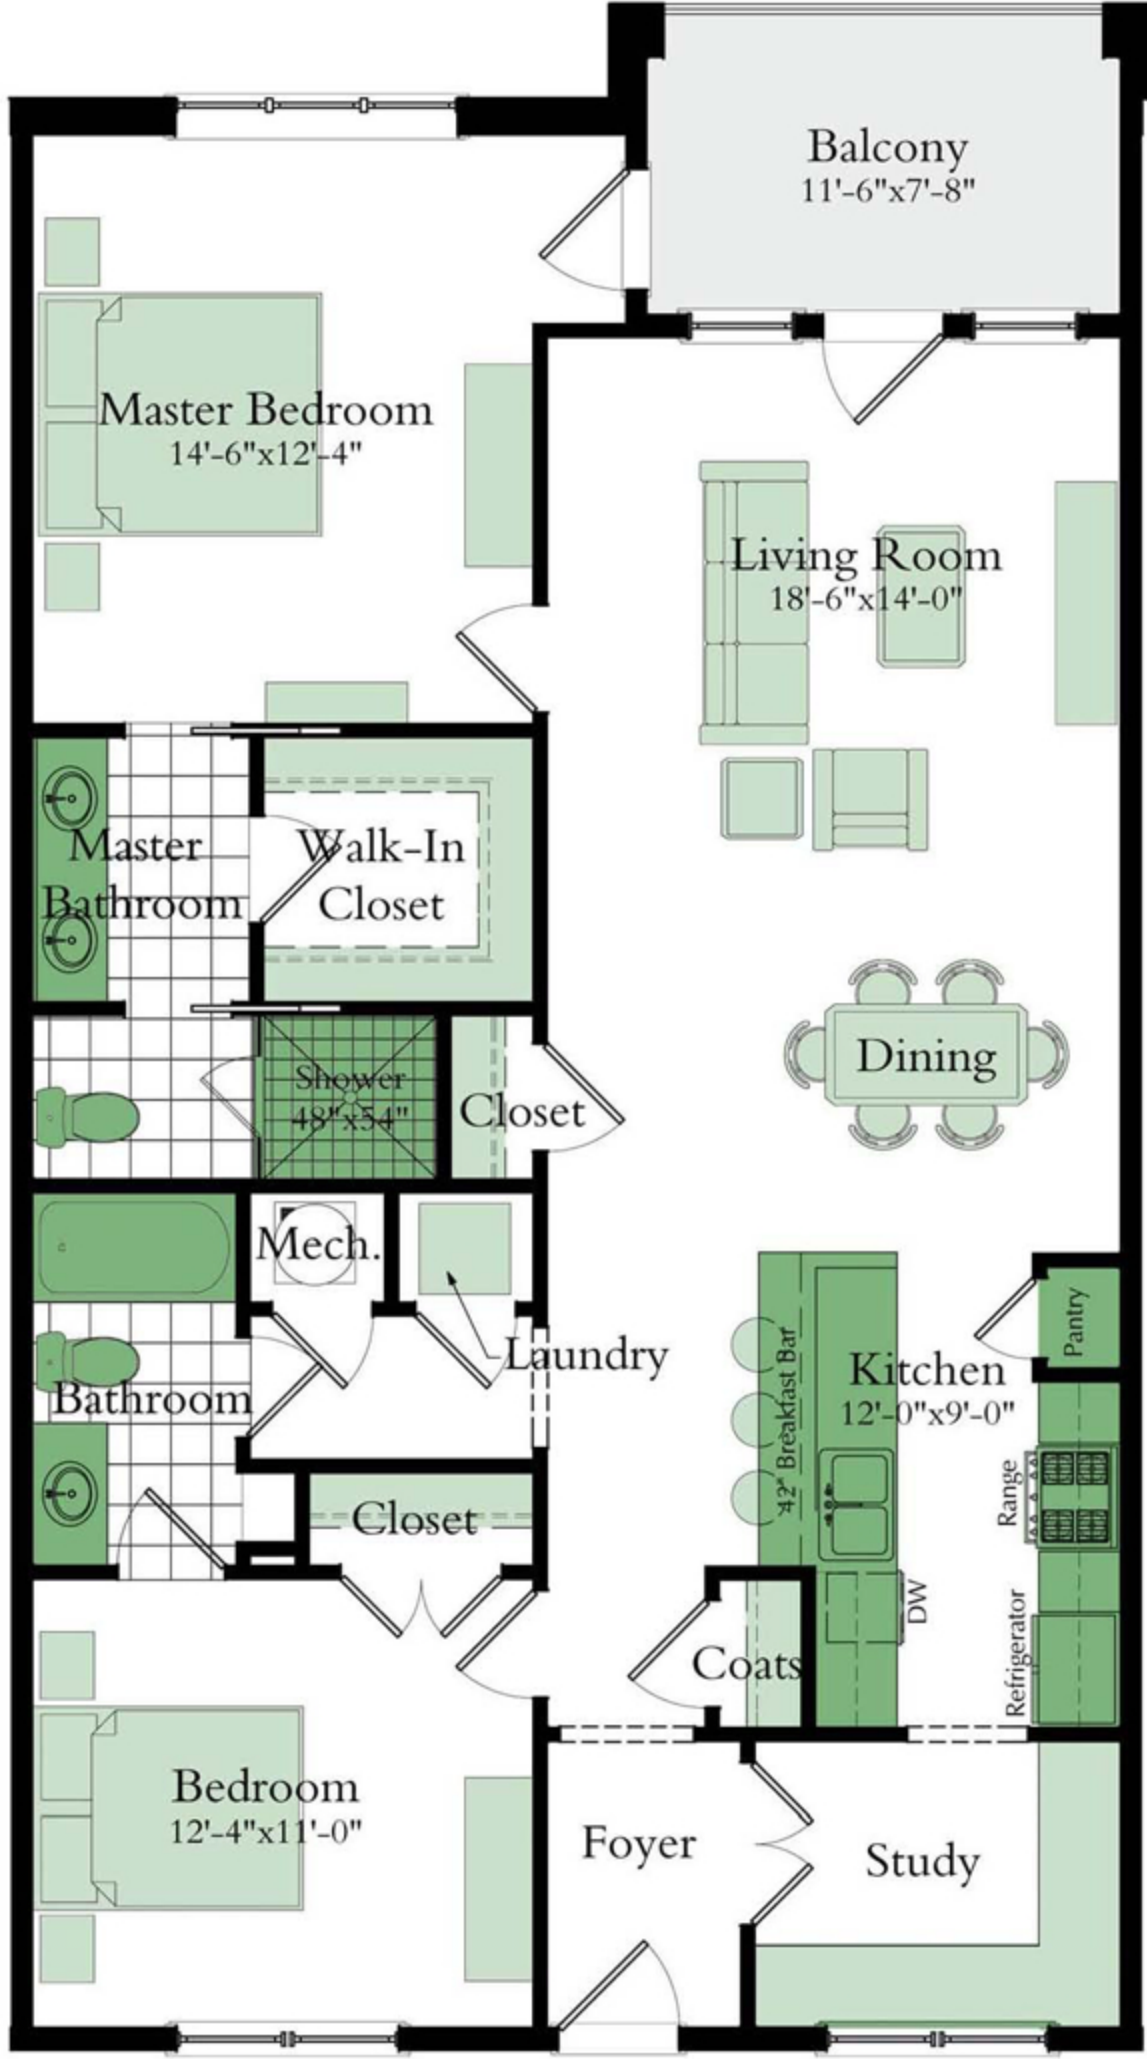 Balcony
11'-6"x7'-8"
Master Bedroom
14'-6"x12'-4"
Living Room
18'-6"x14'-0"
Master
Bathroom
Walk-In
Closet
Shower
48"x54"
Closet
Dining
Mech.
Laundry
Bathroom
42" Breakfast Bar
Kitchen
12'-0"x9'-0"
Pantry
Range
Closet
DW
Refrigerator
Coats
Bedroom
12'-4"x11'-0"
Foyer
Study